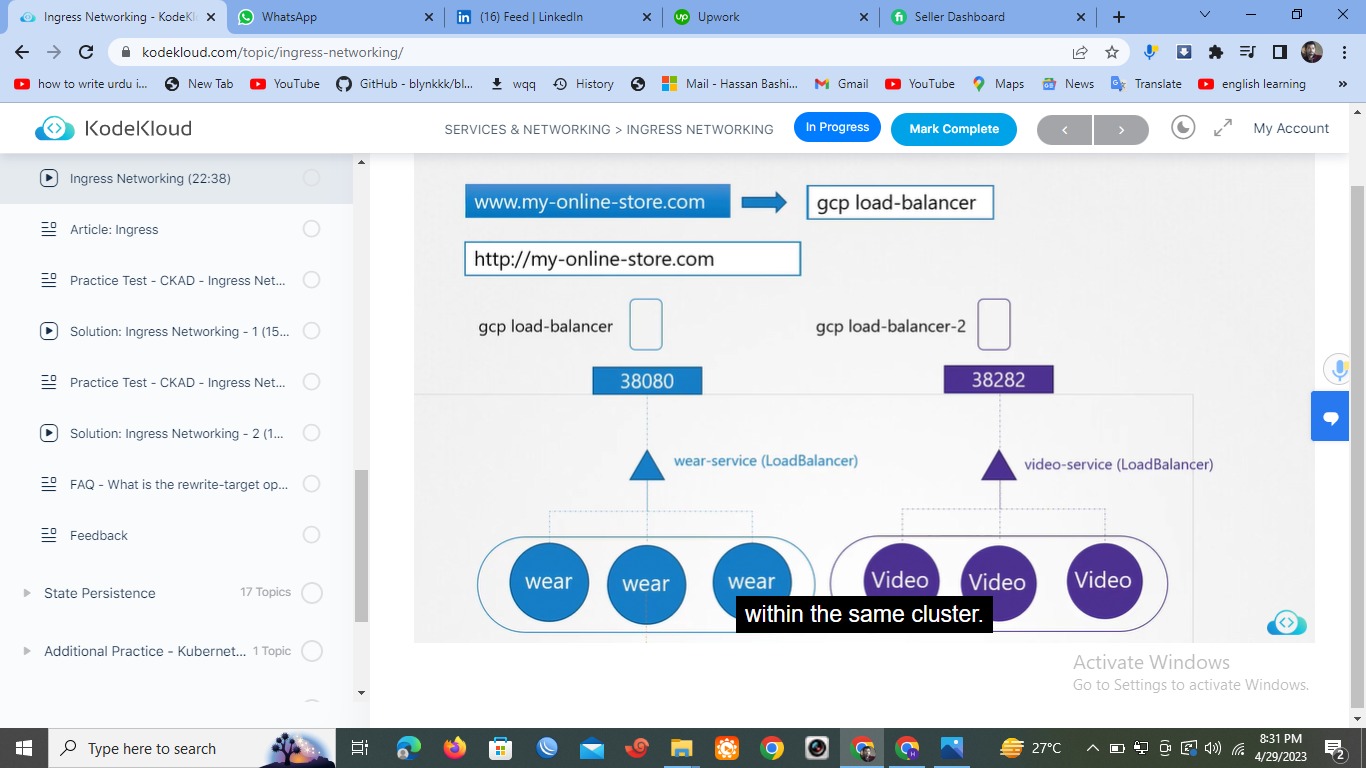 Ingress Networking - KodeKl
WhatsApp
(16) Feed | LinkedIn
Upwork
Seller Dashboard
kodekloud.com/topic/ingress-networking/
how to write urdu i...
New Tab
YouTube
GitHub - blynkkk/bl...
wqq
History
Mail - Hassan Bashi...
Gmail
YouTube
Maps
News
Translate
english learning
KodeKloud
SERVICES & NETWORKING > INGRESS NETWORKING
In Progress
Mark Complete
My Account
Ingress Networking (22:38)
Article: Ingress
Practice Test - CKAD - Ingress Net...
Solution: Ingress Networking - 1 (15...
Practice Test - CKAD - Ingress Net...
Solution: Ingress Networking - 2 (1...
FAQ - What is the rewrite-target op...
Feedback
State Persistence
17 Topics
Additional Practice - Kubernet...
1 Topic
www.my-online-store.com
gcp load-balancer
http://my-online-store.com
gcp load-balancer
gcp load-balancer-2
38080
38282
wear-service (LoadBalancer)
video-service (LoadBalancer)
wear
wear
wear
Video
Video
Video
within the same cluster.
Activate Windows
Go to Settings to activate Windows.
Type here to search
27°C
8:31 PM
4/29/2023
2